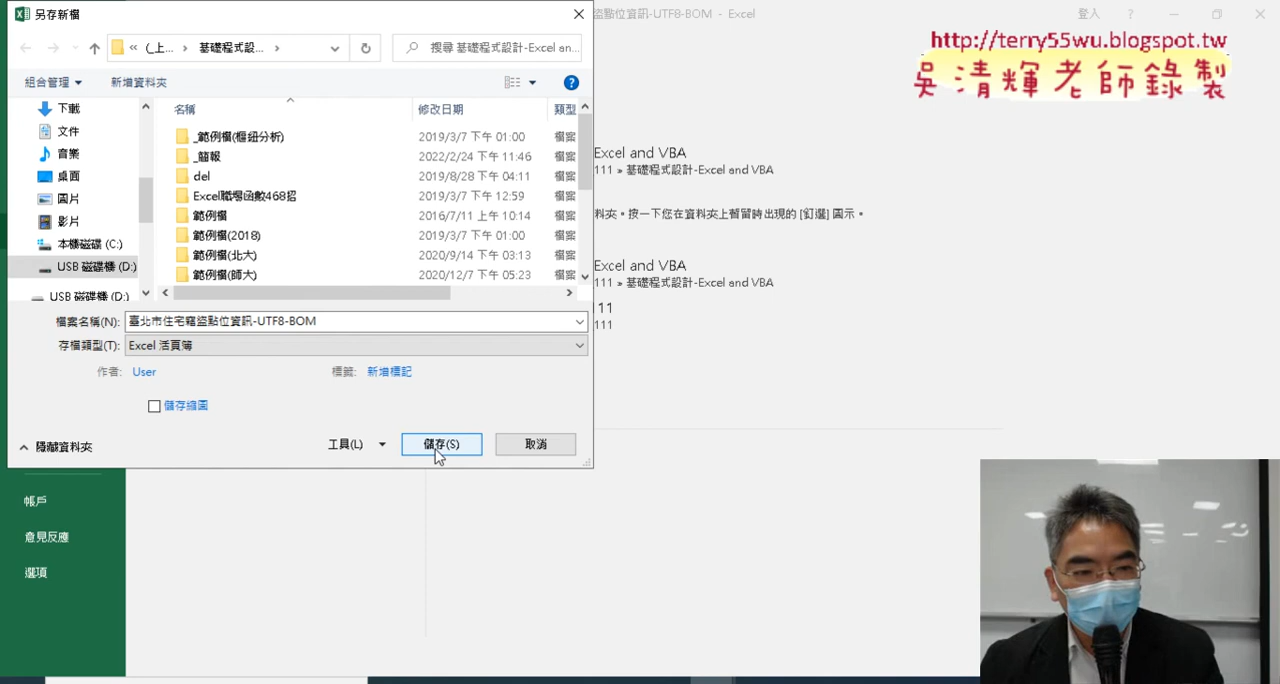 另存新檔
盜點位資訊-UTF8-BOM - Excel
登入
?
http://terry55wu.blogspot.tw
吳清輝老師錄製
« (_上... › 基礎程式設... ›
搜尋 基礎程式設計-Excel an...
組合管理
新增資料夾
名稱
修改日期
類型
下載
文件
音樂
桌面
圖片
影片
本機磁碟 (C:)
USB 磁碟機 (D:)
USB 磁碟機 (D:)
_範例檔(樞紐分析) 2019/3/7 下午 01:00 檔案
_簡報 2022/2/24 下午 11:46 檔案
del 2019/8/28 下午 04:11 檔案
Excel職場函數468招 2019/3/7 下午 12:59 檔案
範例檔 2016/7/11 上午 10:14 檔案
範例檔(2018) 2019/3/7 下午 01:00 檔案
範例檔(北大) 2020/9/14 下午 03:13 檔案
範例檔(師大) 2020/12/7 下午 05:23 檔案
檔案名稱(N): 臺北市住宅竊盜點位資訊-UTF8-BOM
存檔類型(T): Excel 活頁簿
作者: User
標籤: 新增標記
儲存縮圖
隱藏資料夾
工具(L)
儲存(S)
取消
Excel and VBA
111 » 基礎程式設計-Excel and VBA
料夾。按一下您在資料夾上暫留時出現的 [釘選] 圖示。
Excel and VBA
111 » 基礎程式設計-Excel and VBA
111
111
帳戶
意見反應
選項